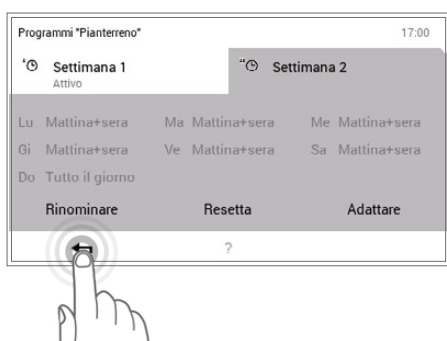 Programmi "Pianterreno" 17:00
Settimana 1 Settimana 2
Attivo
Lu Mattina+sera Ma Mattina+sera Me Mattina+sera
Gi Mattina+sera Ve Mattina+sera Sa Mattina+sera
Do Tutto il giorno
Rinominare Resetta Adattare
?